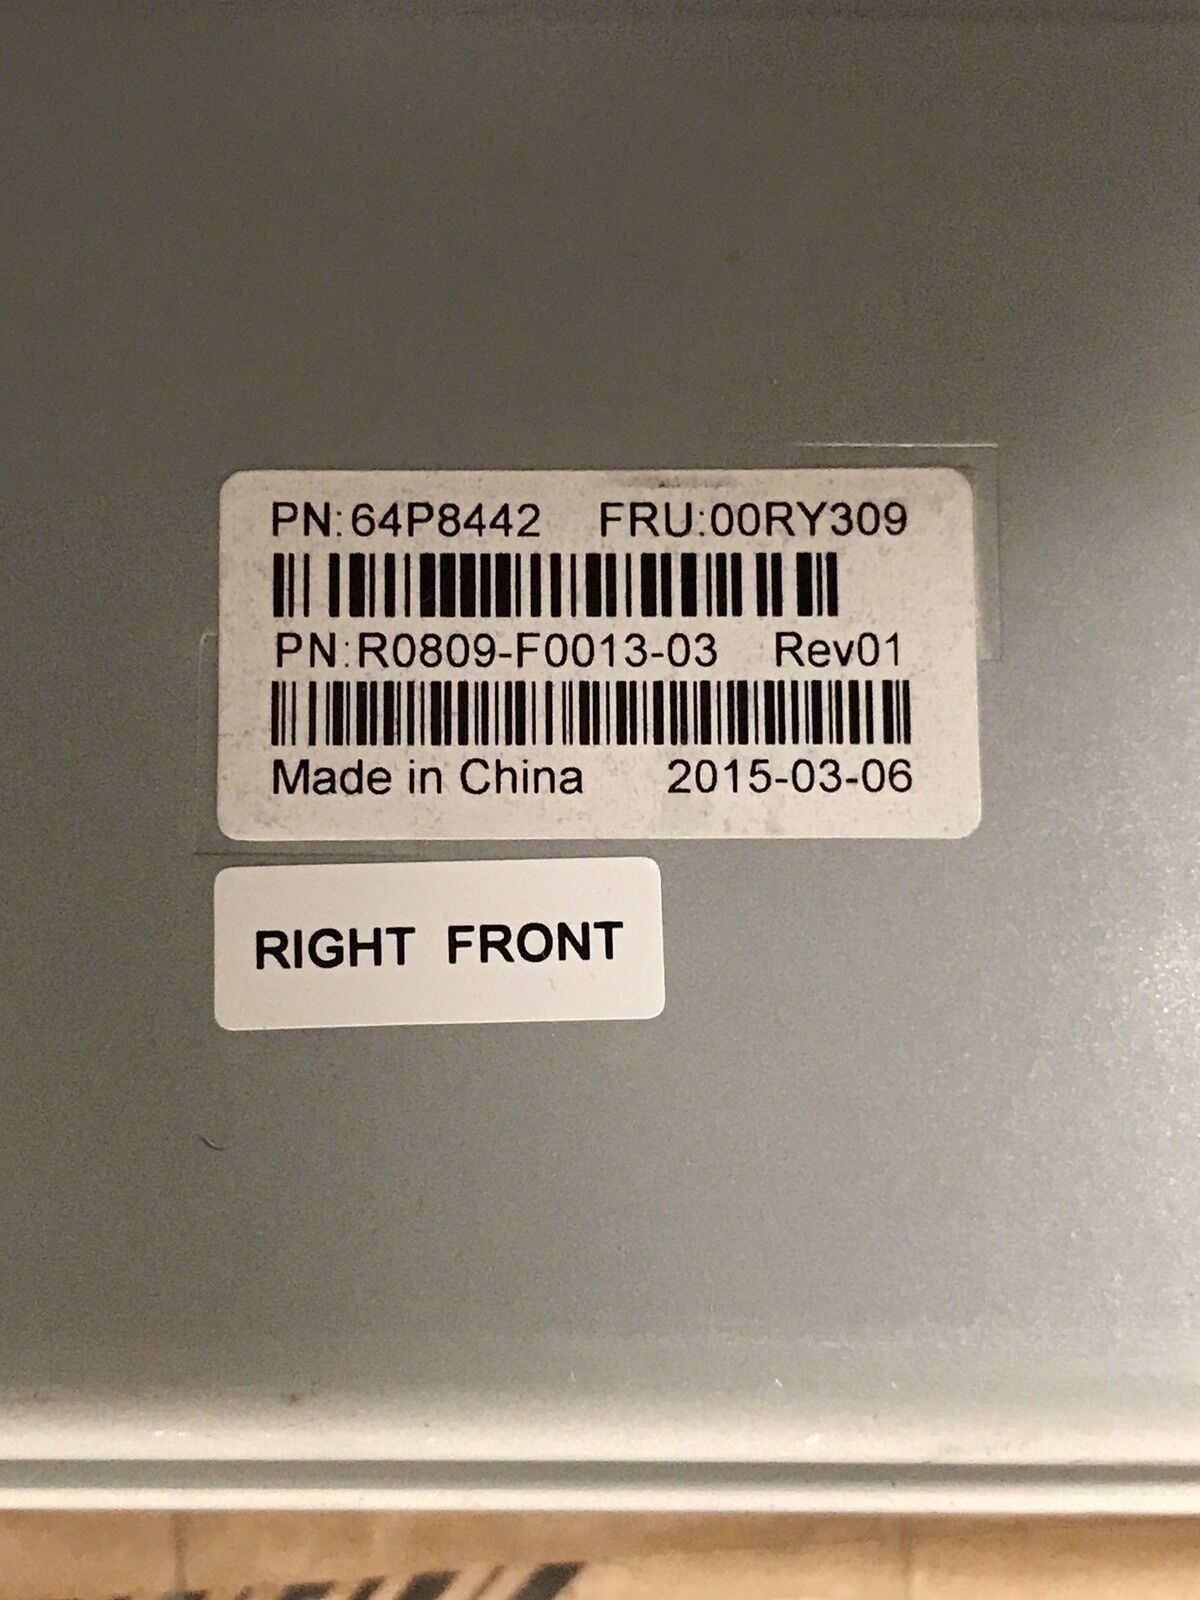 PN:64P8442 FRU:00RY309
PN:R0809-F0013-03 Rev01
Made in China 2015-03-06
RIGHT FRONT